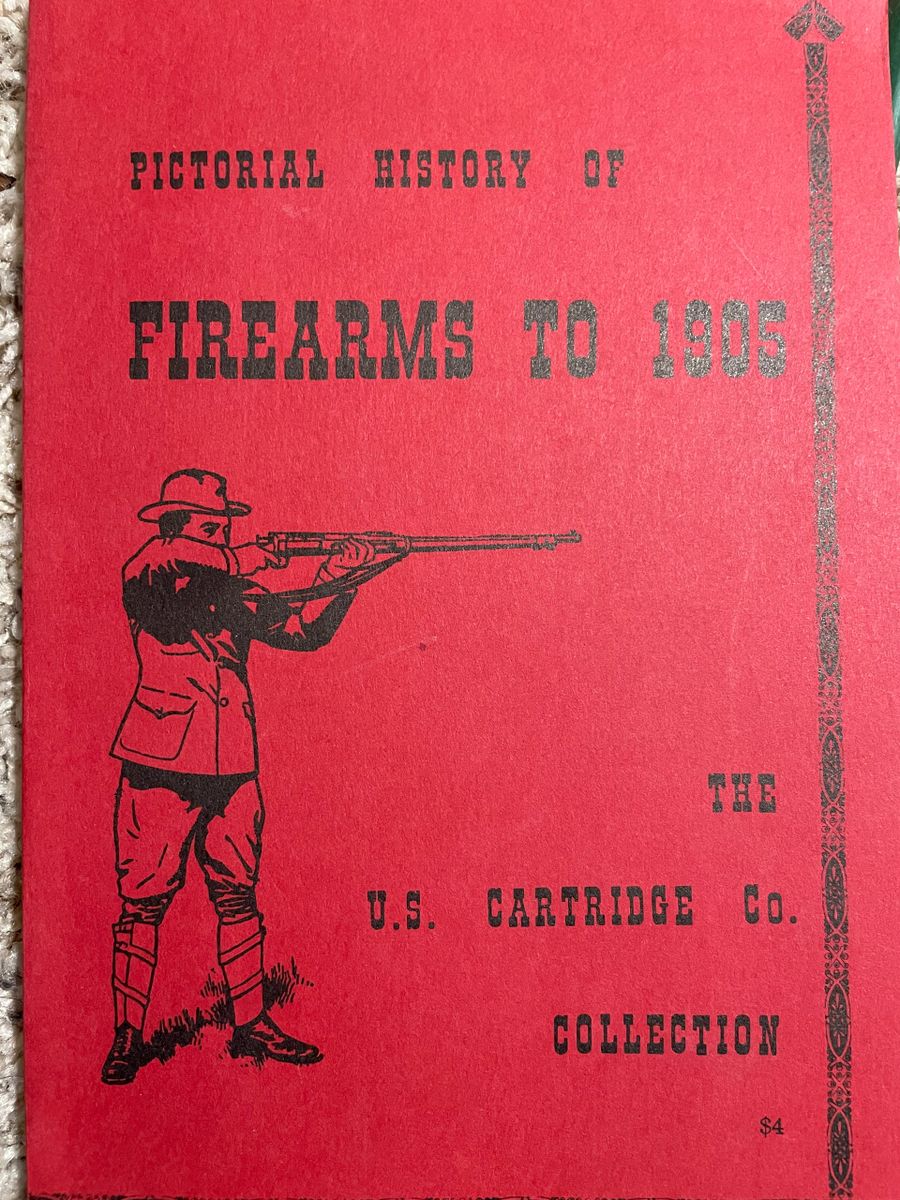 PICTORIAL HISTORY OF
FIREARMS TO 1905
THE
U.S. CARTRIDGE Co.
COLLECTION
$4